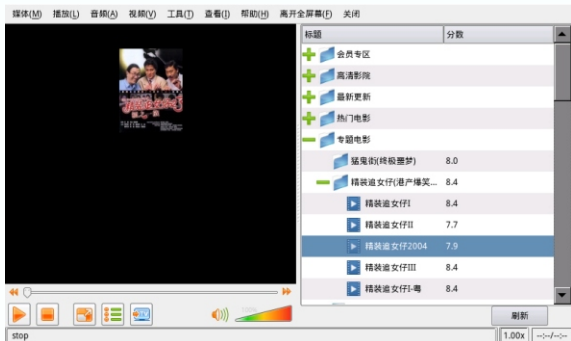 媒体(M) 播放(L) 音频(A) 视频(V) 工具(T) 查看(I) 帮助(H) 离开全屏幕(F) 关闭
标题 分数
会员专区
高清影院
最新更新
热门电影
专题电影
猛鬼街(终极噩梦) 8.0
精装追女仔(港产爆笑... 8.4
精装追女仔I 8.4
精装追女仔II 7.7
精装追女仔2004 7.9
精装追女仔III 8.4
精装追女仔I-粤 8.4
刷新
stop 1.00x --:--/--:--